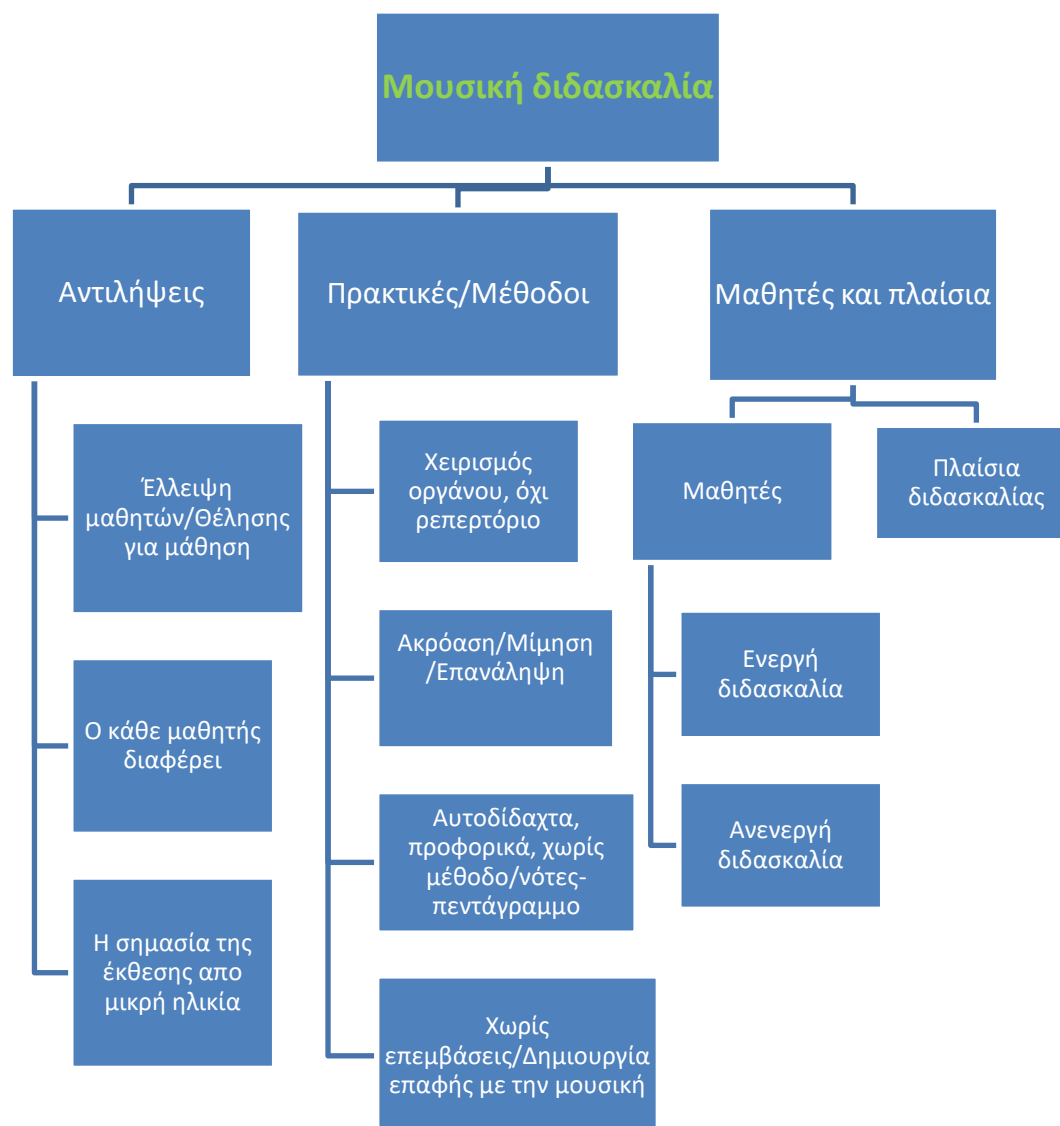 Μουσική διδασκαλία
Αντιλήψεις
Έλλειψη
μαθητών/Θέλησης
για μάθηση
Ο κάθε μαθητής
διαφέρει
Η σημασία της
έκθεσης απο
μικρή ηλικία
Πρακτικές/Μέθοδοι
Χειρισμός
οργάνου, όχι
ρεπερτόριο
Ακρόαση/Μίμηση
/Επανάληψη
Αυτοδίδαχτα,
προφορικά, χωρίς
μέθοδο/νότες-
πεντάγραμμο
Χωρίς
επεμβάσεις/Δημιουργία
επαφής με την μουσική
Μαθητές και πλαίσια
Μαθητές
Ενεργή
διδασκαλία
Ανενεργή
διδασκαλία
Πλαίσια
διδασκαλίας